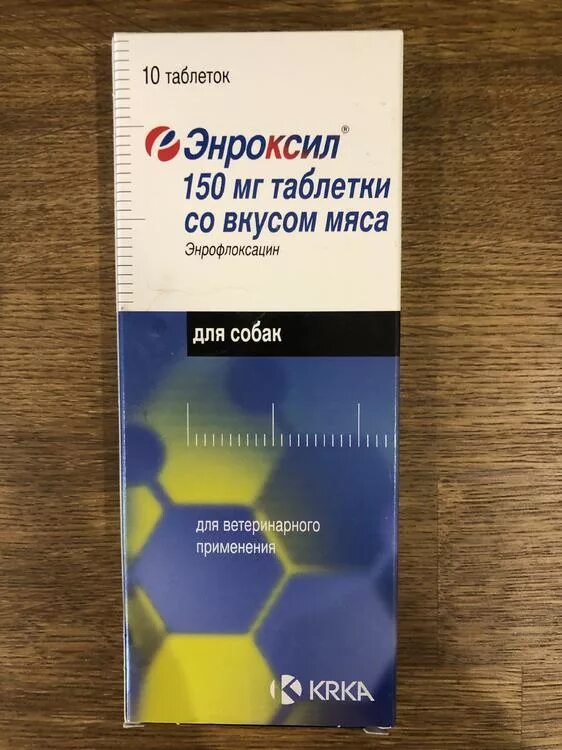 10 таблеток
Энроксил®
150 мг таблетки
со вкусом мяса
Энрофлоксацин
для собак
для ветеринарного
применения
KRKA